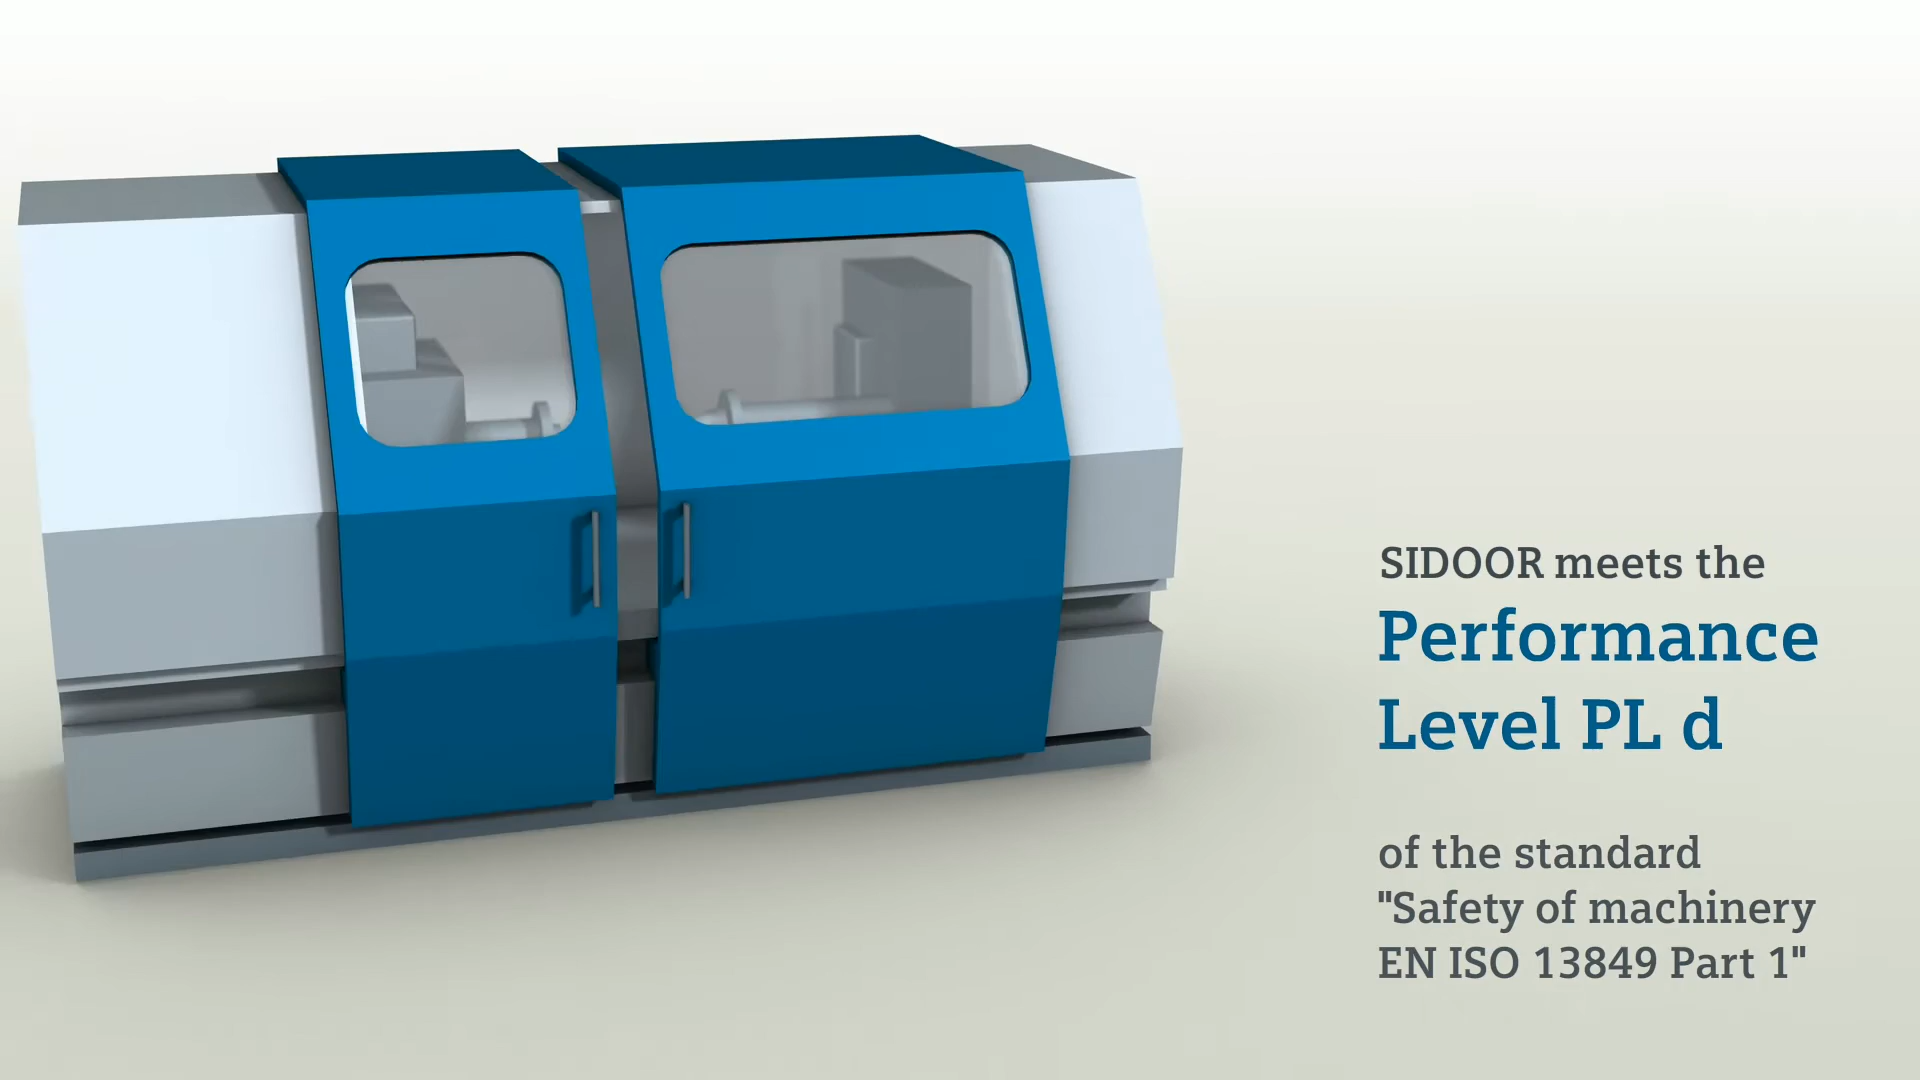 SIDOOR meets the
Performance
Level PL d
of the standard
"Safety of machinery
EN ISO 13849 Part 1"